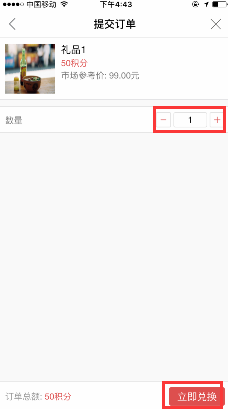 中国移动 下午4:43
提交订单
礼品1
50积分
市场参考价: 99.00元
数量 − 1 +
订单总额: 50积分 立即兑换